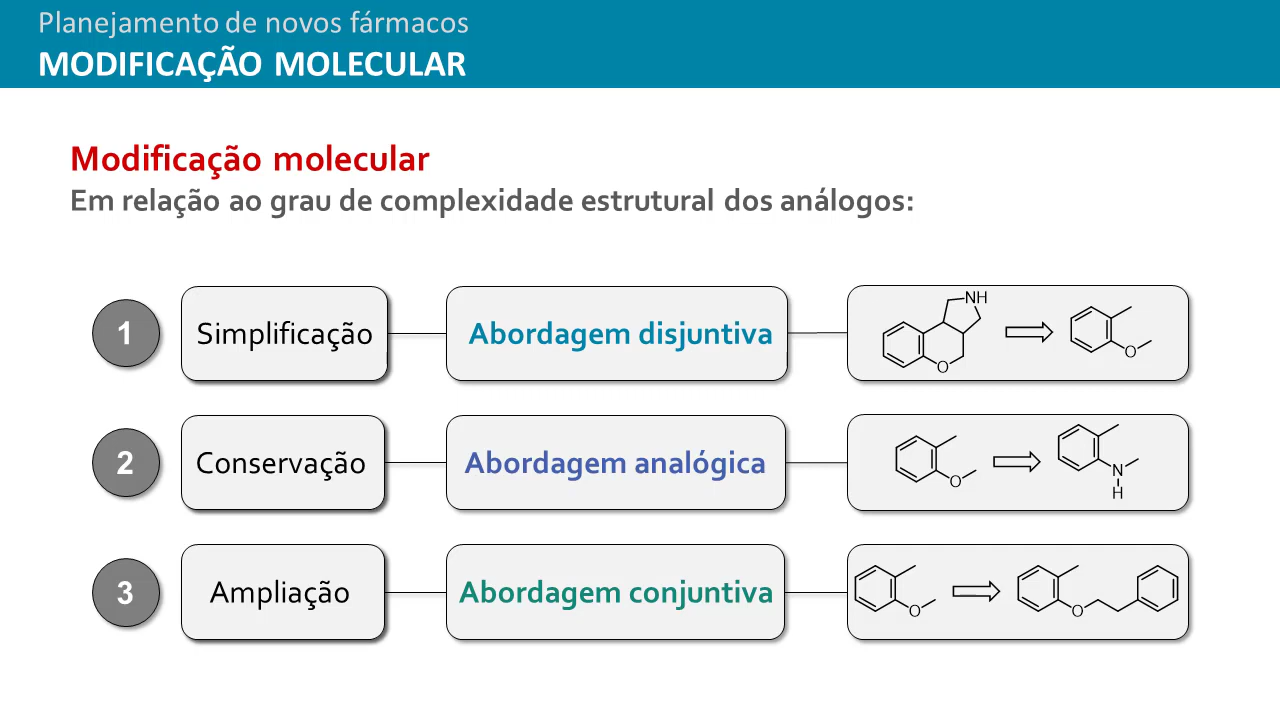 Planejamento de novos fármacos
MODIFICAÇÃO MOLECULAR
Modificação molecular
Em relação ao grau de complexidade estrutural dos análogos:
1
Simplificação
Abordagem disjuntiva
NH
O
O
2
Conservação
Abordagem analógica
O
N
H
3
Ampliação
Abordagem conjuntiva
O
O